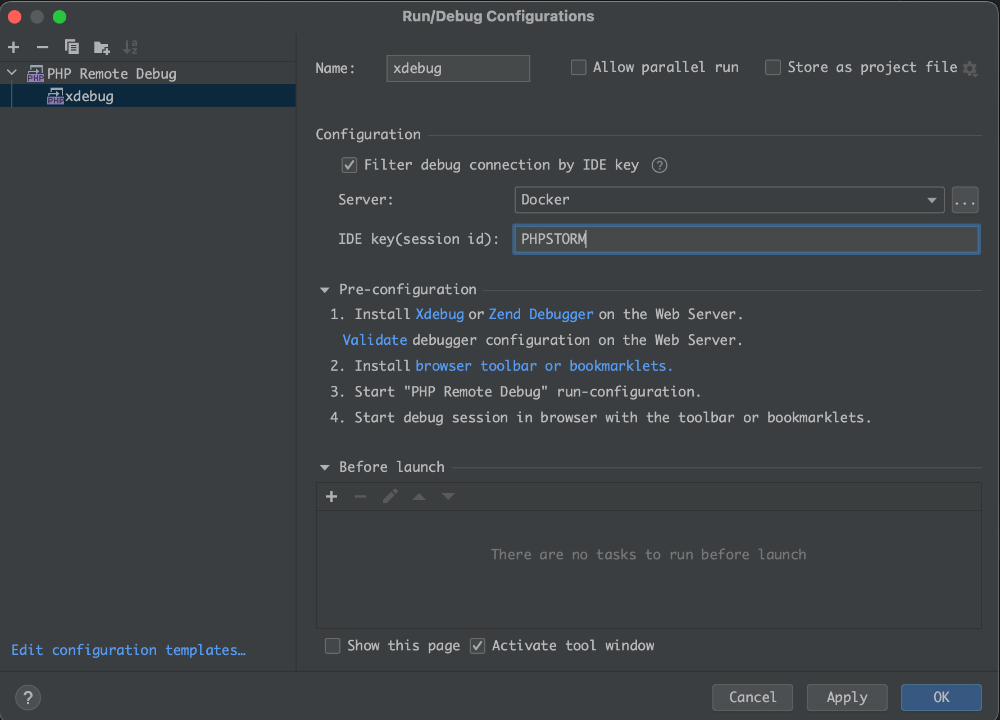 Run/Debug Configurations
PHP Remote Debug
xdebug
Name: xdebug Allow parallel run Store as project file
Configuration
Filter debug connection by IDE key ?
Server: Docker ...
IDE key(session id): PHPSTORM
Pre-configuration
1. Install Xdebug or Zend Debugger on the Web Server.
Validate debugger configuration on the Web Server.
2. Install browser toolbar or bookmarklets.
3. Start "PHP Remote Debug" run-configuration.
4. Start debug session in browser with the toolbar or bookmarklets.
Before launch
There are no tasks to run before launch
Show this page Activate tool window
Edit configuration templates…
? Cancel Apply OK